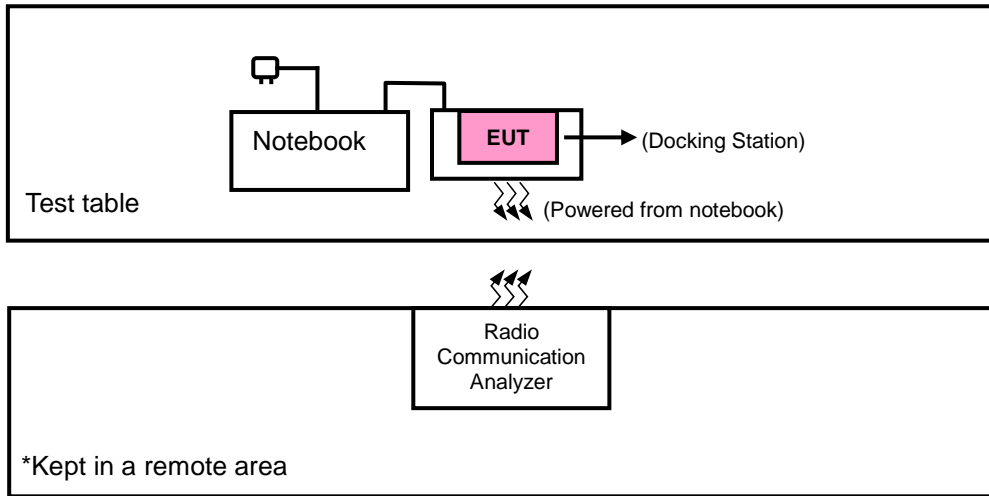 Notebook
EUT
(Docking Station)
Test table
(Powered from notebook)
Radio
Communication
Analyzer
*Kept in a remote area